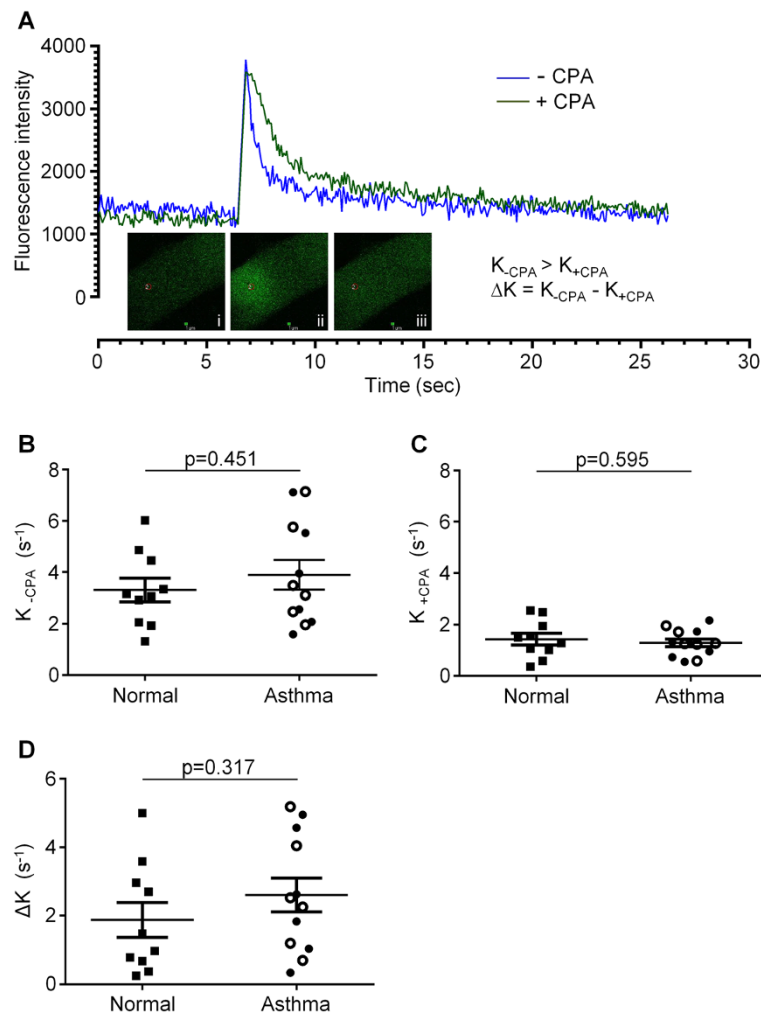 A
Fluorescence intensity
4000
3000
2000
1000
0
- CPA
+ CPA
K-CPA > K+CPA
ΔK = K-CPA - K+CPA
2
i
2
ii
2
iii
0 5 10 15 20 25 30
Time (sec)
B
p=0.451
K -CPA (s-1)
8
6
4
2
0
Normal Asthma
C
p=0.595
K +CPA (s-1)
8
6
4
2
0
Normal Asthma
D
p=0.317
ΔK (s-1)
6
4
2
0
Normal Asthma